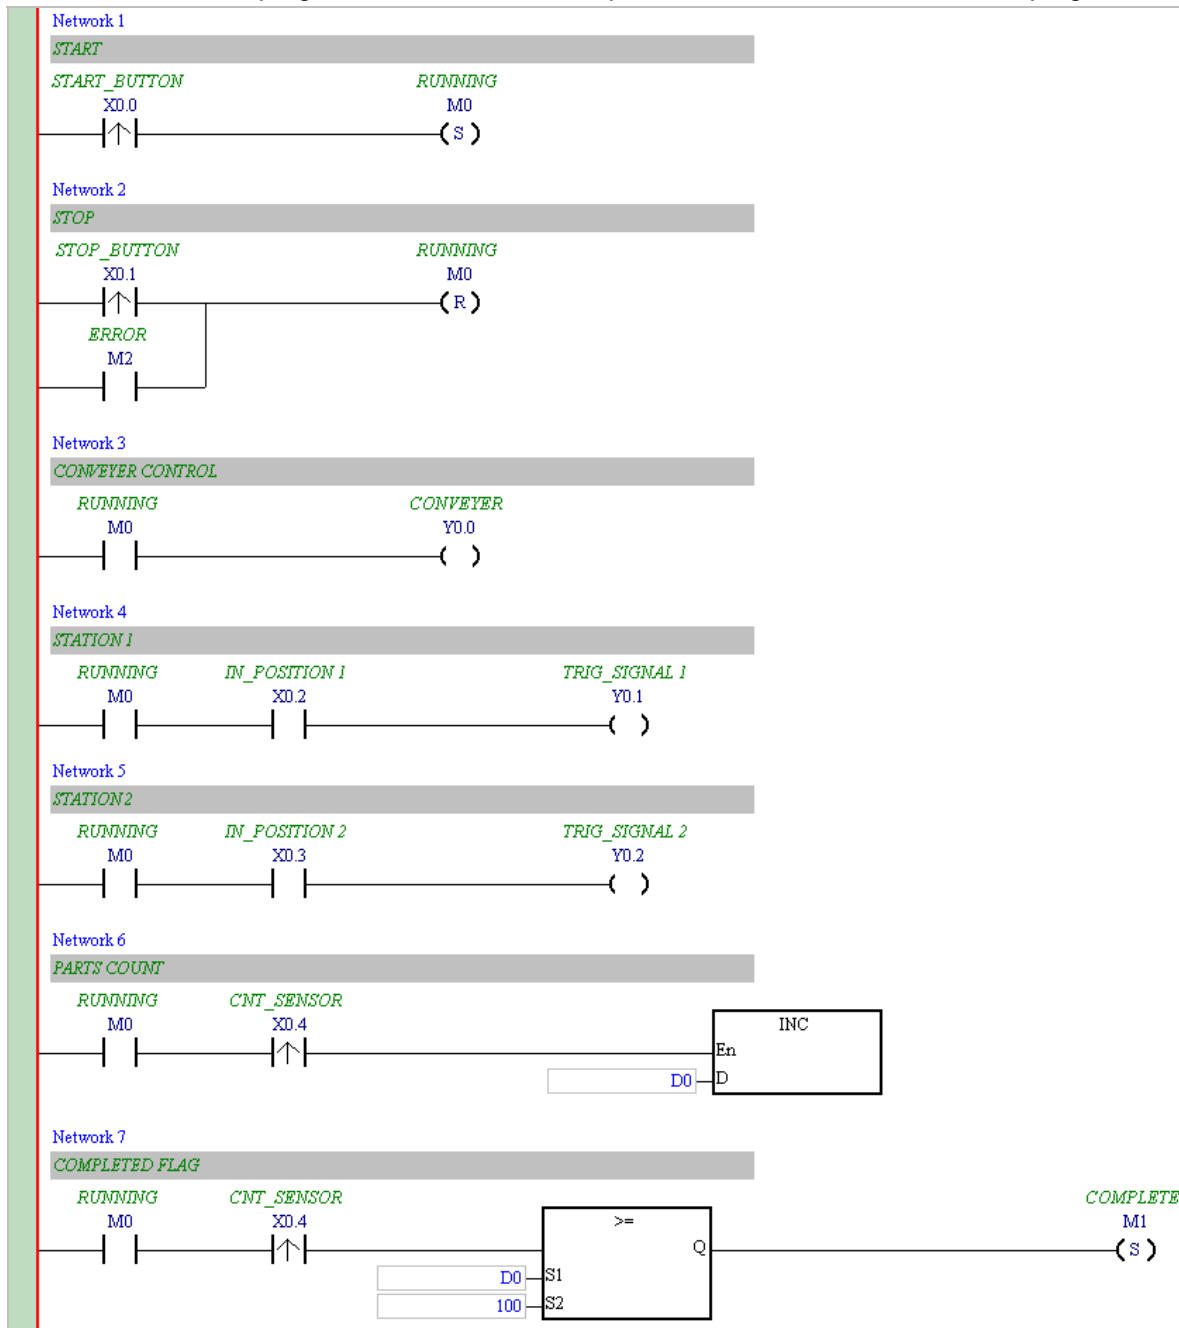 Network 1
START
START_BUTTON RUNNING
X0.0 M0
S
Network 2
STOP
STOP_BUTTON RUNNING
X0.1 M0
R
ERROR
M2
Network 3
CONVEYER CONTROL
RUNNING CONVEYER
M0 Y0.0
Network 4
STATION 1
RUNNING IN_POSITION 1 TRIG_SIGNAL 1
M0 X0.2 Y0.1
Network 5
STATION 2
RUNNING IN_POSITION 2 TRIG_SIGNAL 2
M0 X0.3 Y0.2
Network 6
PARTS COUNT
RUNNING CNT_SENSOR
M0 X0.4 INC
En
D0 D
Network 7
COMPLETED FLAG
RUNNING CNT_SENSOR COMPLETE
M0 X0.4 >= M1
Q S
D0 S1
100 S2